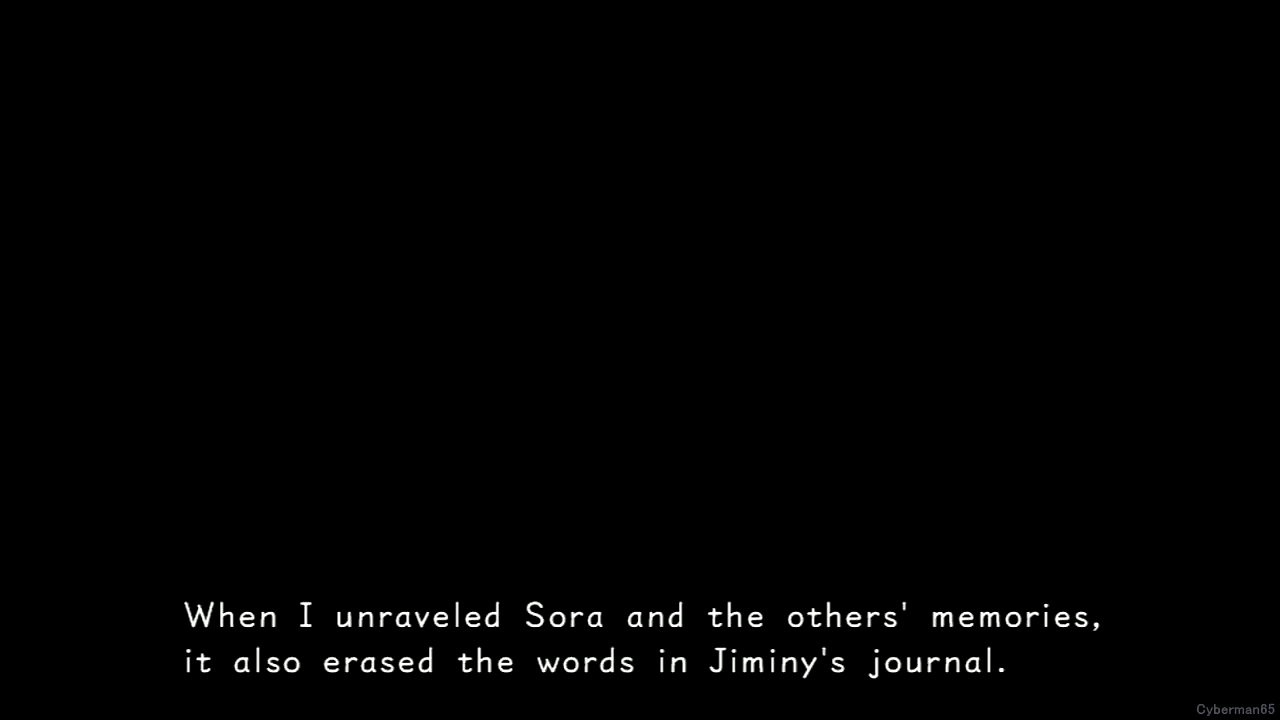 When I unraveled Sora and the others' memories,
it also erased the words in Jiminy's journal.
Cyberman65